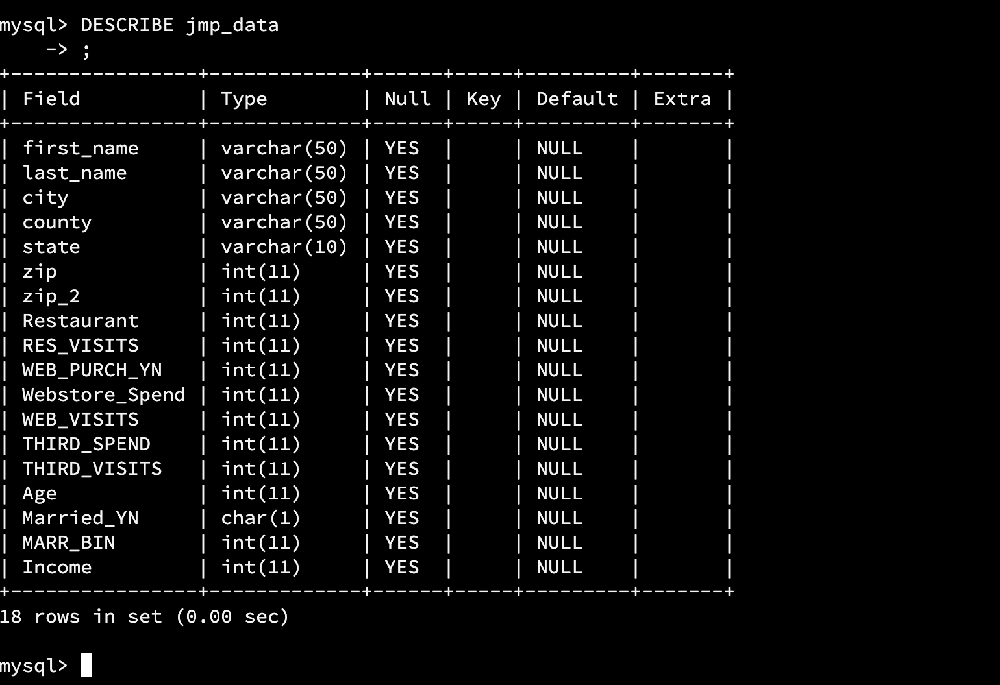 mysql> DESCRIBE jmp_data
    -> ;
+----------------+-------------+------+-----+---------+-------+
| Field          | Type        | Null | Key | Default | Extra |
+----------------+-------------+------+-----+---------+-------+
| first_name     | varchar(50) | YES  |     | NULL    |       |
| last_name      | varchar(50) | YES  |     | NULL    |       |
| city           | varchar(50) | YES  |     | NULL    |       |
| county         | varchar(50) | YES  |     | NULL    |       |
| state          | varchar(10) | YES  |     | NULL    |       |
| zip            | int(11)     | YES  |     | NULL    |       |
| zip_2          | int(11)     | YES  |     | NULL    |       |
| Restaurant     | int(11)     | YES  |     | NULL    |       |
| RES_VISITS     | int(11)     | YES  |     | NULL    |       |
| WEB_PURCH_YN   | int(11)     | YES  |     | NULL    |       |
| Webstore_Spend | int(11)     | YES  |     | NULL    |       |
| WEB_VISITS     | int(11)     | YES  |     | NULL    |       |
| THIRD_SPEND    | int(11)     | YES  |     | NULL    |       |
| THIRD_VISITS   | int(11)     | YES  |     | NULL    |       |
| Age            | int(11)     | YES  |     | NULL    |       |
| Married_YN     | char(1)     | YES  |     | NULL    |       |
| MARR_BIN       | int(11)     | YES  |     | NULL    |       |
| Income         | int(11)     | YES  |     | NULL    |       |
+----------------+-------------+------+-----+---------+-------+
18 rows in set (0.00 sec)
mysql>